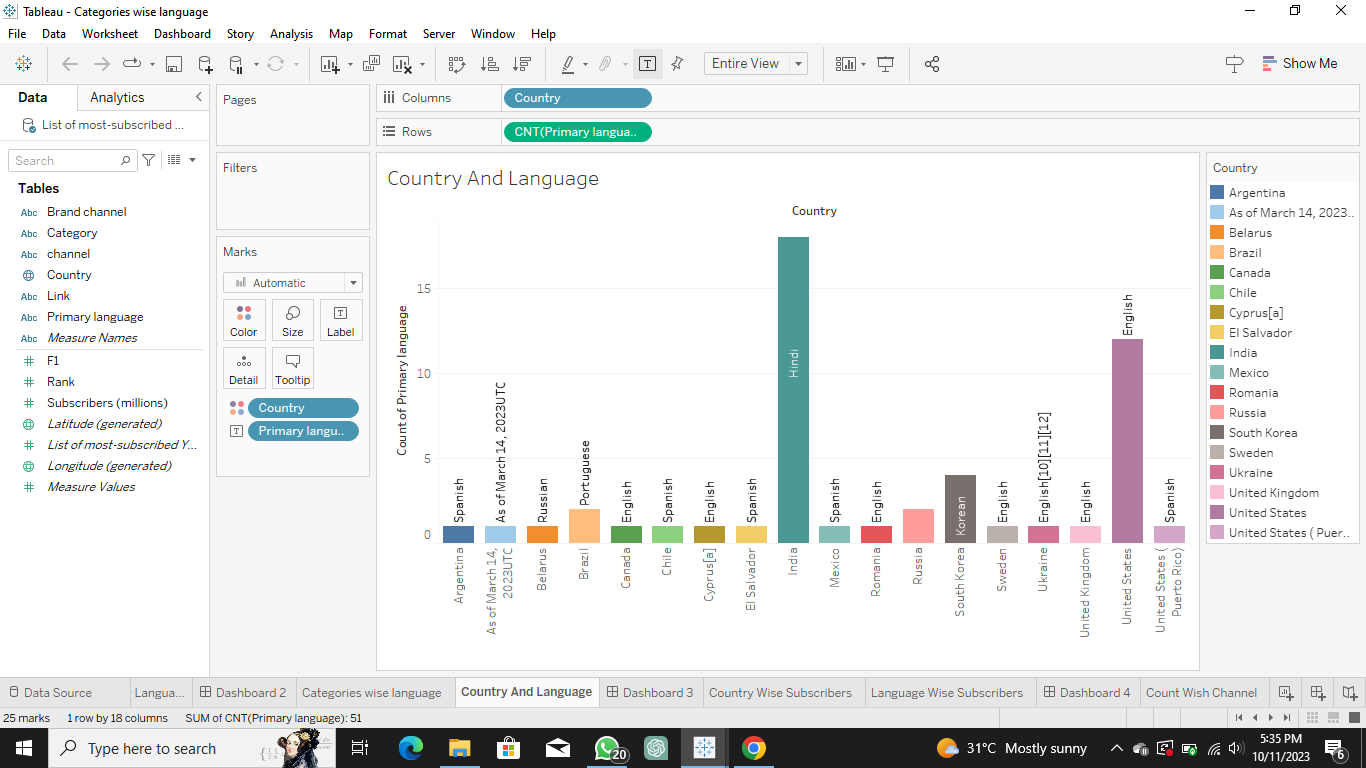 Tableau - Categories wise language
File Data Worksheet Dashboard Story Analysis Map Format Server Window Help
Entire View
Show Me
Data Analytics
List of most-subscribed ...
Search
Tables
Abc Brand channel
Abc Category
Abc channel
Country
Abc Link
Abc Primary language
Abc Measure Names
F1
Rank
Subscribers (millions)
Latitude (generated)
List of most-subscribed Y...
Longitude (generated)
Measure Values
Pages
Filters
Marks
Automatic
Color Size Label
Detail Tooltip
Country
Primary langu..
Columns Country
Rows CNT(Primary langua..
Country And Language
Country
Count of Primary language
15
10
5
0
Spanish
As of March 14, 2023UTC
Russian
Portuguese
English
Spanish
English
Spanish
Hindi
Spanish
English
Korean
English
English[10][11][12]
English
English
Spanish
Argentina
As of March 14,
2023UTC
Belarus
Brazil
Canada
Chile
Cyprus[a]
El Salvador
India
Mexico
Romania
Russia
South Korea
Sweden
Ukraine
United Kingdom
United States
United States (
Puerto Rico)
Country
Argentina
As of March 14, 2023..
Belarus
Brazil
Canada
Chile
Cyprus[a]
El Salvador
India
Mexico
Romania
Russia
South Korea
Sweden
Ukraine
United Kingdom
United States
United States ( Puer..
Data Source Langua... Dashboard 2 Categories wise language Country And Language Dashboard 3 Country Wise Subscribers Language Wise Subscribers Dashboard 4 Count Wish Channel
25 marks 1 row by 18 columns SUM of CNT(Primary language): 51
Type here to search
20
31°C Mostly sunny
5:35 PM
10/11/2023
6